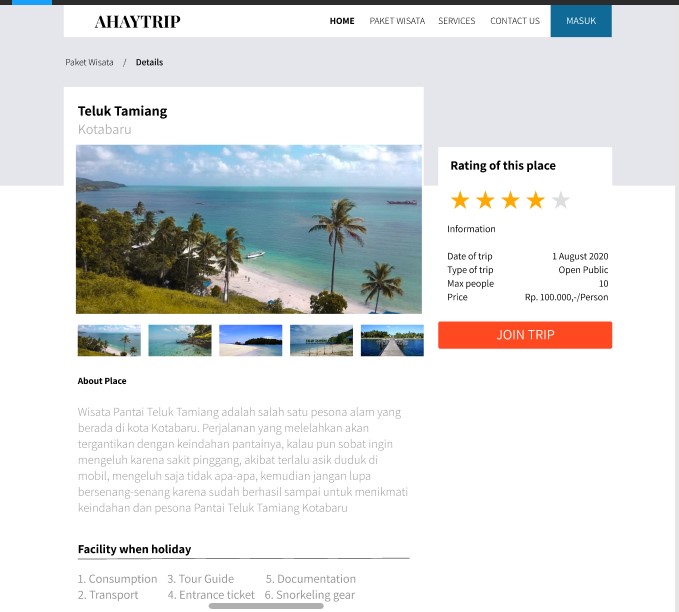 AHAYTRIP
HOME PAKET WISATA SERVICES CONTACT US MASUK
Paket Wisata / Details
Teluk Tamiang
Kotabaru
Rating of this place
Information
Date of trip 1 August 2020
Type of trip Open Public
Max people 10
Price Rp. 100.000,-/Person
JOIN TRIP
About Place
Wisata Pantai Teluk Tamiang adalah salah satu pesona alam yang
berada di kota Kotabaru. Perjalanan yang melelahkan akan
tergantikan dengan keindahan pantainya, kalau pun sobat ingin
mengeluh karena sakit pinggang, akibat terlalu asik duduk di
mobil, mengeluh saja tidak apa-apa, kemudian jangan lupa
bersenang-senang karena sudah berhasil sampai untuk menikmati
keindahan dan pesona Pantai Teluk Tamiang Kotabaru
Facility when holiday
1. Consumption 3. Tour Guide 5. Documentation
2. Transport 4. Entrance ticket 6. Snorkeling gear